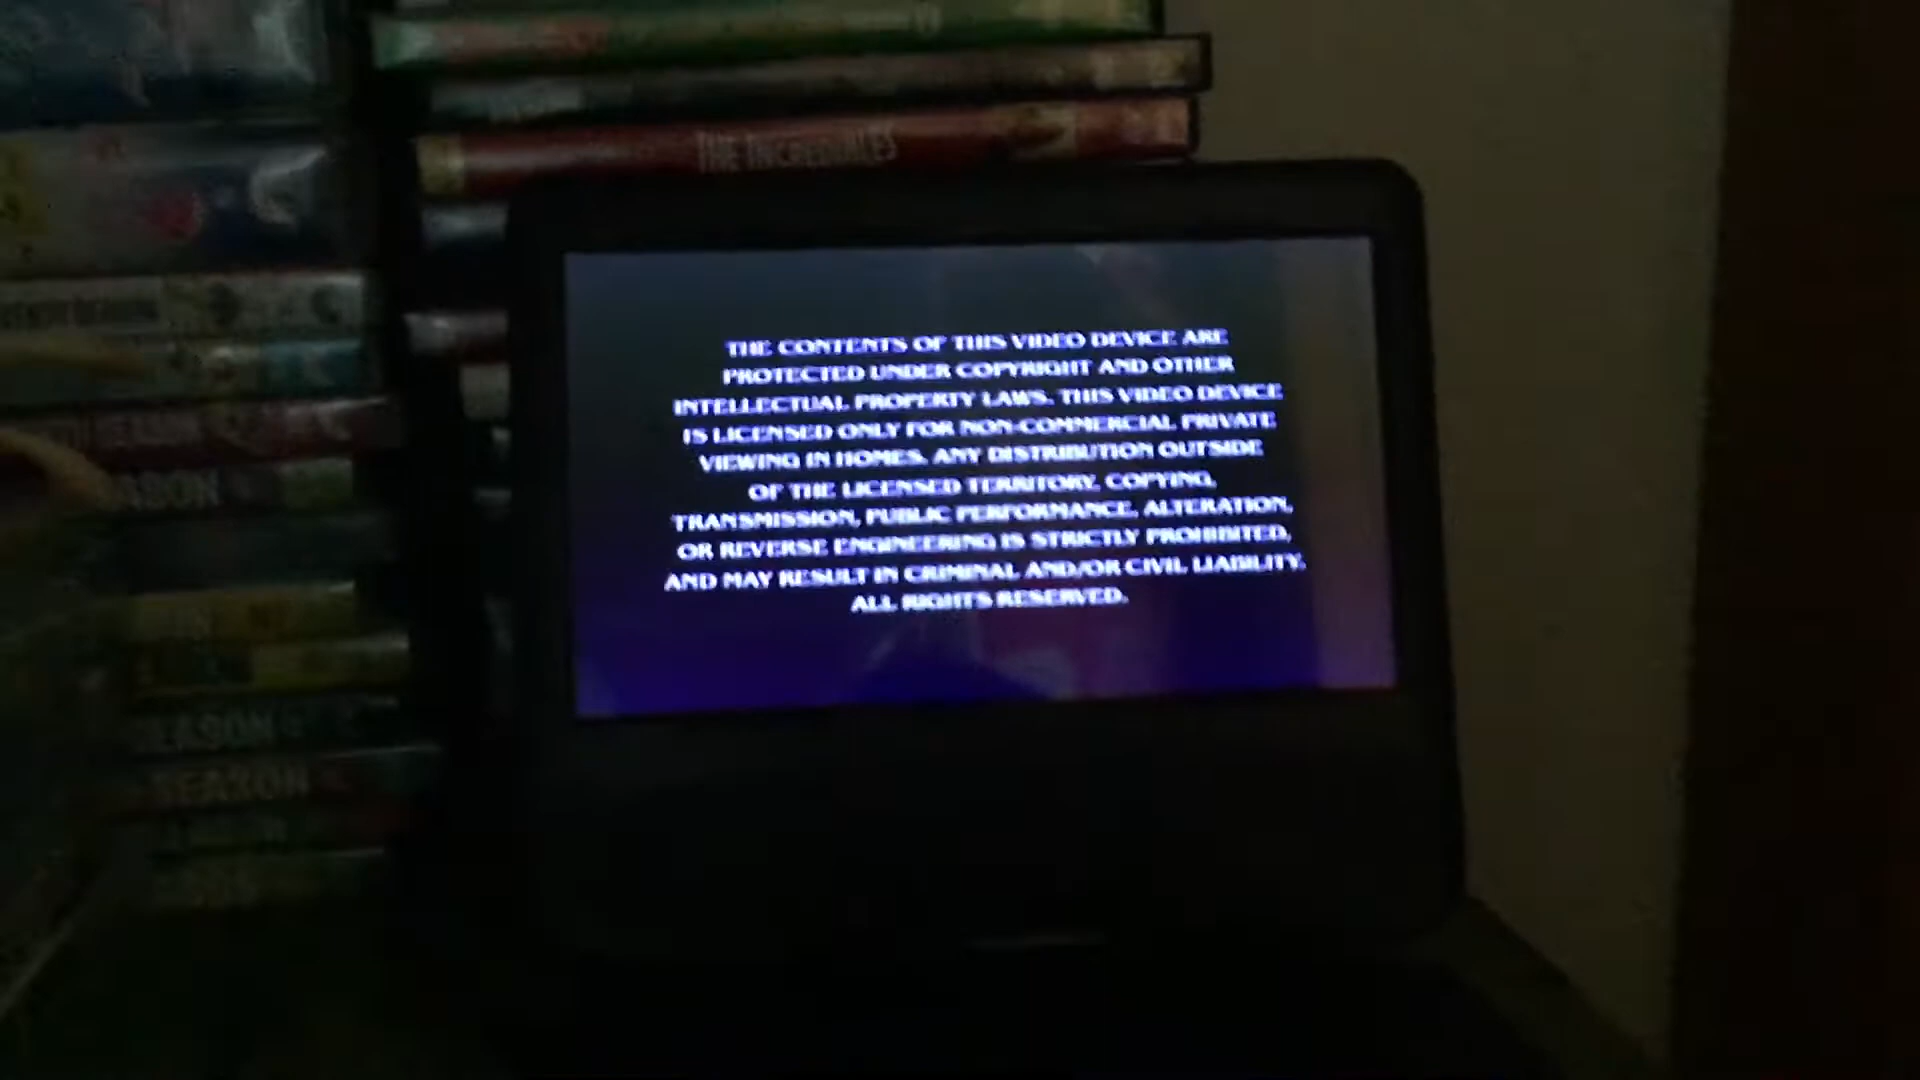 THE INCREDIBLES
THE CONTENTS OF THIS VIDEO DEVICE ARE
PROTECTED UNDER COPYRIGHT AND OTHER
INTELLECTUAL PROPERTY LAWS. THIS VIDEO DEVICE
IS LICENSED ONLY FOR NON-COMMERCIAL PRIVATE
VIEWING IN HOMES. ANY DISTRIBUTION OUTSIDE
OF THE LICENSED TERRITORY, COPYING,
TRANSMISSION, PUBLIC PERFORMANCE, ALTERATION,
OR REVERSE ENGINEERING IS STRICTLY PROHIBITED,
AND MAY RESULT IN CRIMINAL AND/OR CIVIL LIABILITY.
ALL RIGHTS RESERVED.
SEASON
SEASON